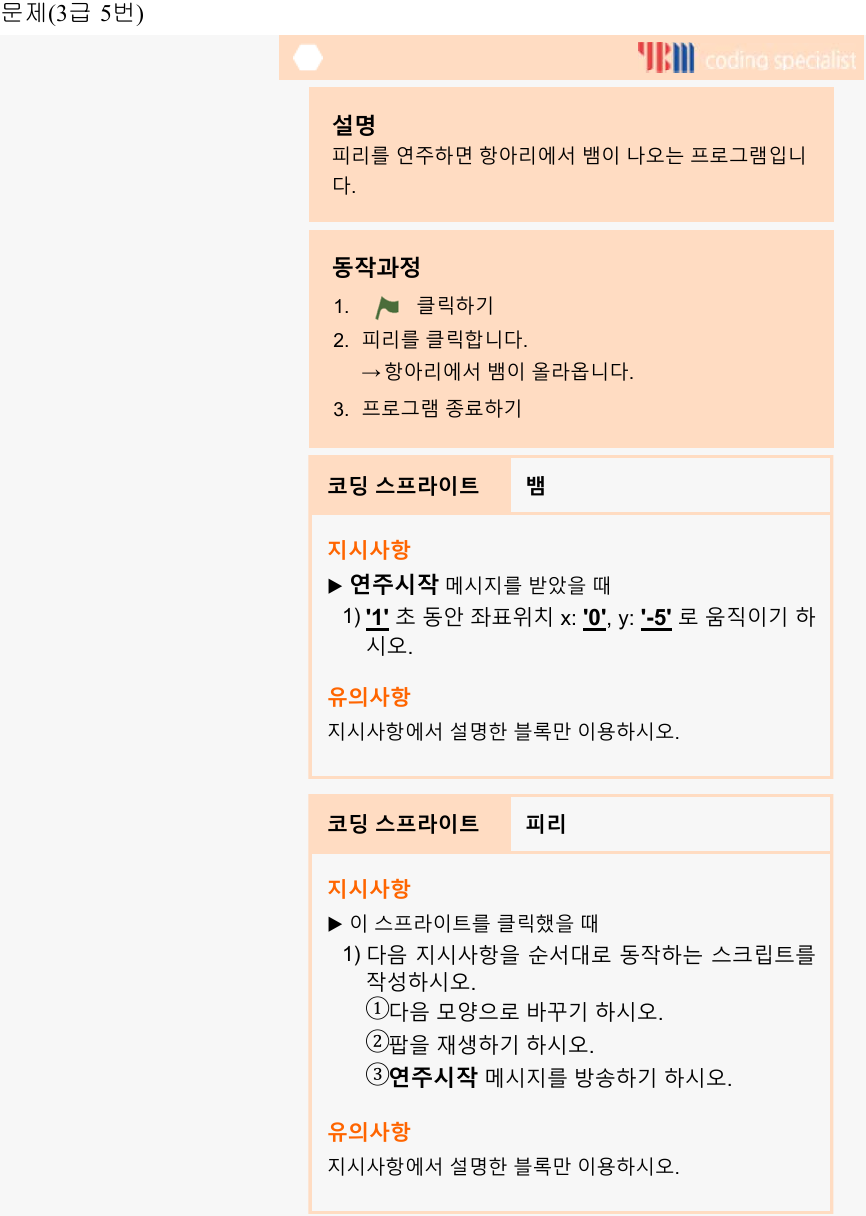 문제(3급 5번)
YBM coding specialist
설명
피리를 연주하면 항아리에서 뱀이 나오는 프로그램입니
다.
동작과정
1. 클릭하기
2. 피리를 클릭합니다.
→항아리에서 뱀이 올라옵니다.
3. 프로그램 종료하기
코딩 스프라이트 뱀
지시사항
▶ 연주시작 메시지를 받았을 때
1) '1' 초 동안 좌표위치 x: '0', y: '-5' 로 움직이기 하
시오.
유의사항
지시사항에서 설명한 블록만 이용하시오.
코딩 스프라이트 피리
지시사항
▶ 이 스프라이트를 클릭했을 때
1) 다음 지시사항을 순서대로 동작하는 스크립트를
작성하시오.
①다음 모양으로 바꾸기 하시오.
②팝을 재생하기 하시오.
③연주시작 메시지를 방송하기 하시오.
유의사항
지시사항에서 설명한 블록만 이용하시오.